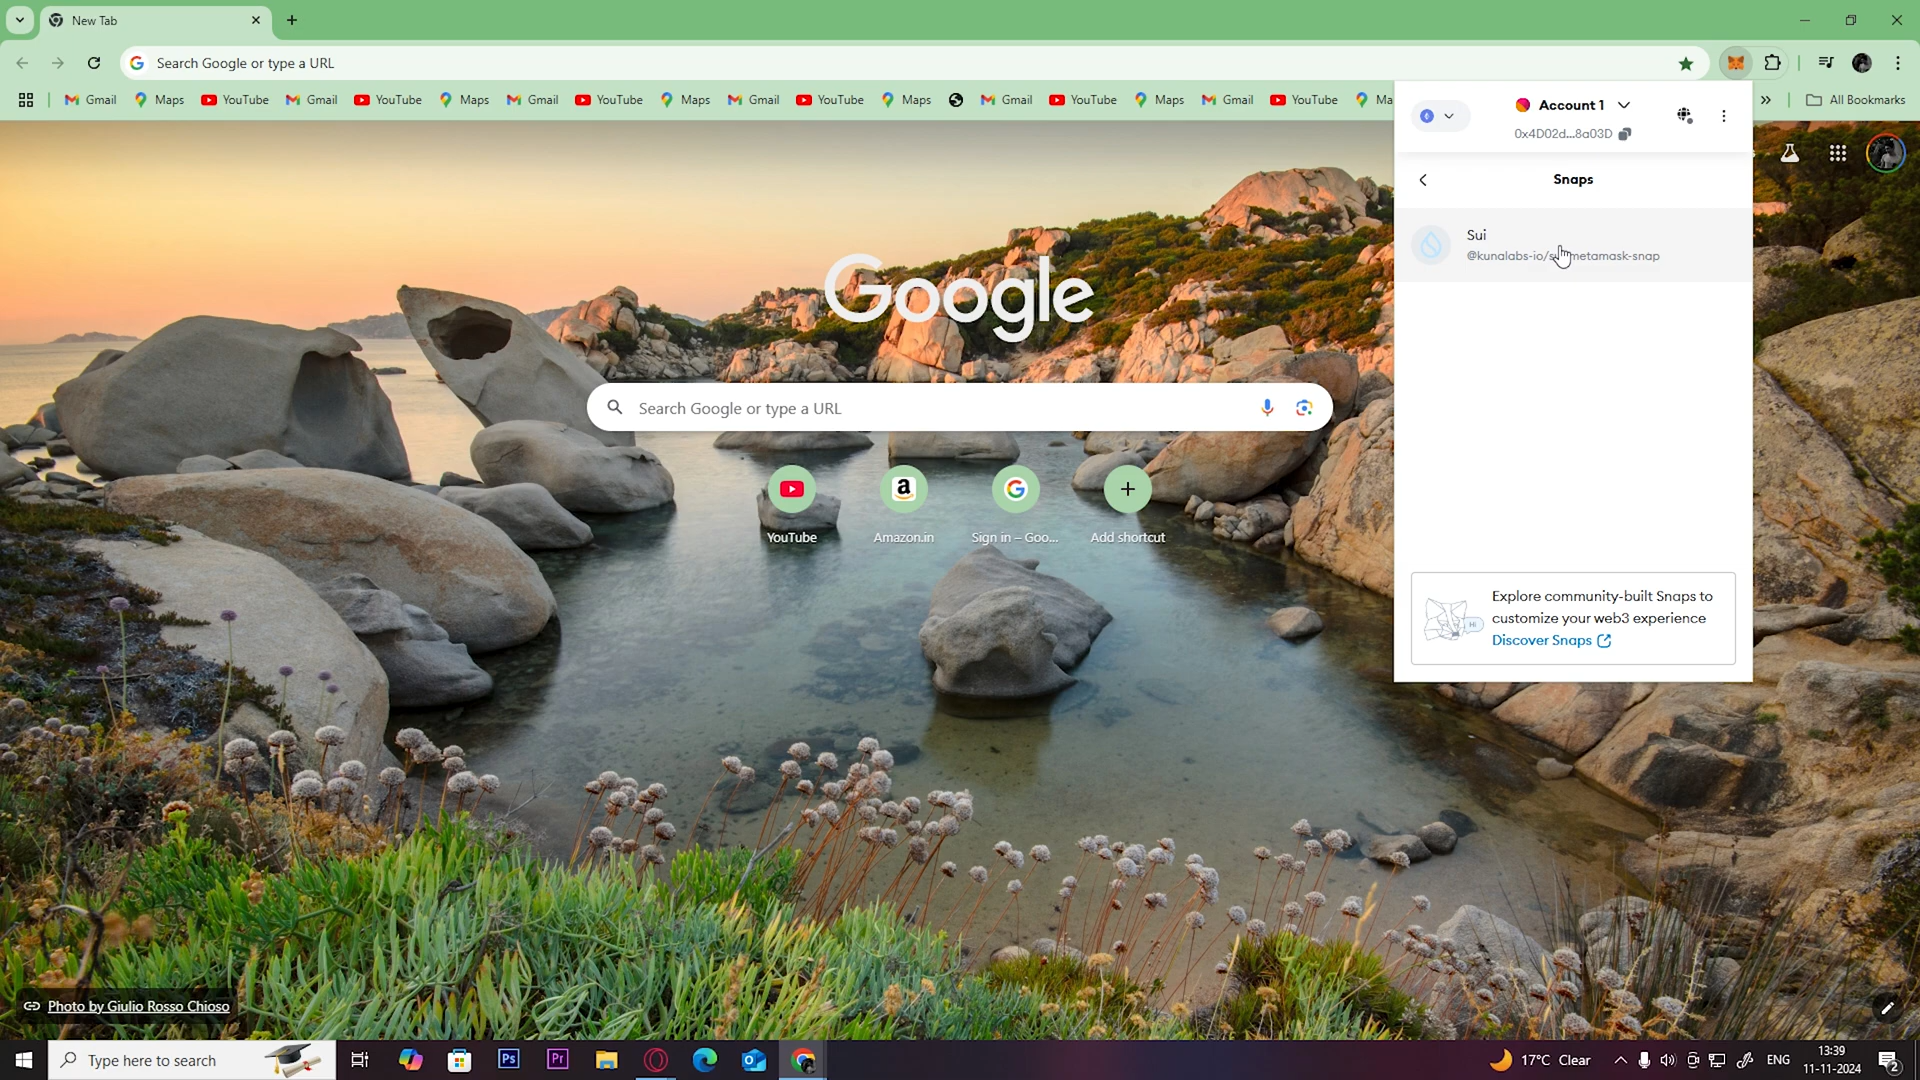 New Tab
Search Google or type a URL
Gmail Maps YouTube Gmail YouTube Maps Gmail YouTube Maps Gmail YouTube Maps Gmail YouTube Maps Gmail YouTube Ma » All Bookmarks
Account 1
0x4D02d...8a03D
Snaps
Sui
@kunalabs-io/s metamask-snap
Google
Search Google or type a URL
YouTube Amazon.in Sign in – Goo... Add shortcut
Explore community-built Snaps to
customize your web3 experience
Discover Snaps
Hi
Photo by Giulio Rosso Chioso
Type here to search
Ps
Pr
17°C Clear
ENG
13:39
11-11-2024
2